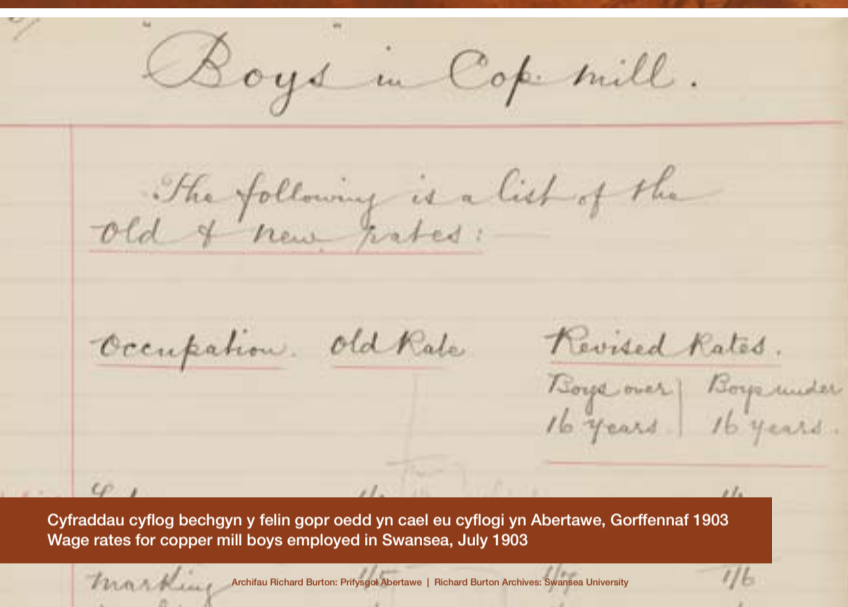 "Boys" in Cop. mill.
The following is a list of the
old & new rates:
Occupation. Old Rate Revised Rates.
Boys over Boys under
16 years. 16 years.
Cyfraddau cyflog bechgyn y felin gopr oedd yn cael eu cyflogi yn Abertawe, Gorffennaf 1903
Wage rates for copper mill boys employed in Swansea, July 1903
marking 1/6
Archifau Richard Burton: Prifysgol Abertawe | Richard Burton Archives: Swansea University